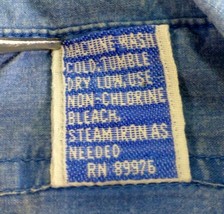 MACHINE WASH
COLD, TUMBLE
DRY LOW, USE
NON-CHLORINE
BLEACH.
STEAM IRON AS
NEEDED
RN 89976